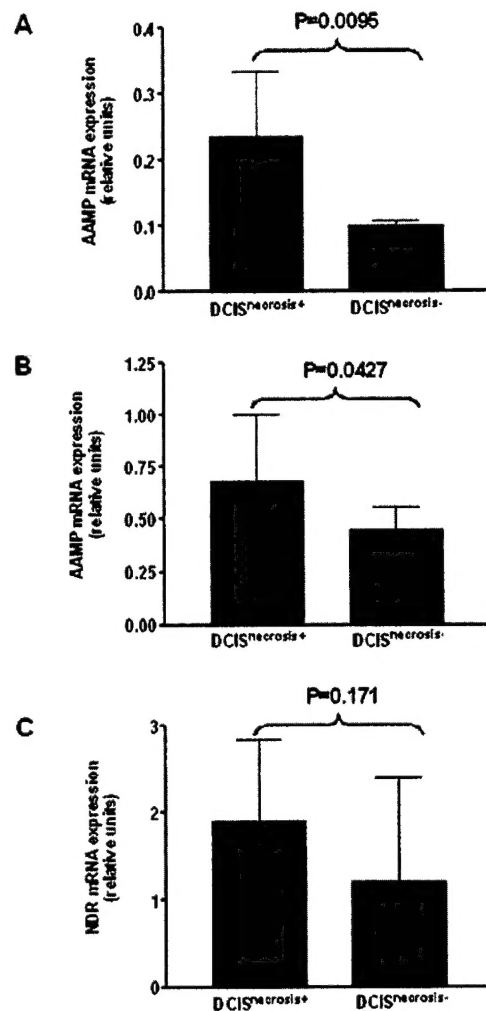 A
P=0.0095
AAMP mRNA expression
(relative units)
0.4
0.3
0.2
0.1
0.0
DCISnecrosis+ DCISnecrosis-
B
P=0.0427
AAMP mRNA expression
(relative units)
1.25
1.00
0.75
0.50
0.25
0.00
DCISnecrosis+ DCISnecrosis-
C
P=0.171
NDR mRNA expression
(relative units)
3
2
1
0
DCISnecrosis+ DCISnecrosis-